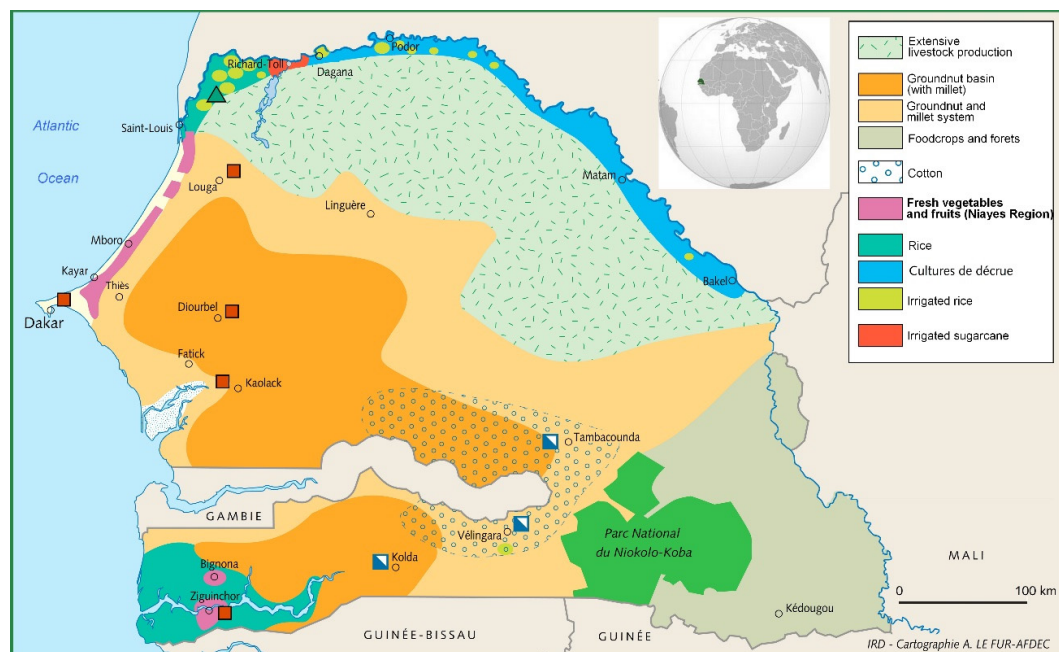 Podor
Richard-Toll
Dagana
Atlantic
Ocean
Saint-Louis
Louga
Linguère
Matam
Mboro
Kayar
Thiès
Dakar
Diourbel
Bakel
Fatick
Kaolack
Tambacounda
GAMBIE
Vélingara
Parc National
du Niokolo-Koba
Kolda
Bignona
Ziguinchor
Kédougou
MALI
GUINÉE-BISSAU
GUINÉE
0
100 km
IRD - Cartographie A. LE FUR-AFDEC
Extensive
livestock production
Groundnut basin
(with millet)
Groundnut and
millet system
Foodcrops and forets
Cotton
Fresh vegetables
and fruits (Niayes Region)
Rice
Cultures de décrue
Irrigated rice
Irrigated sugarcane